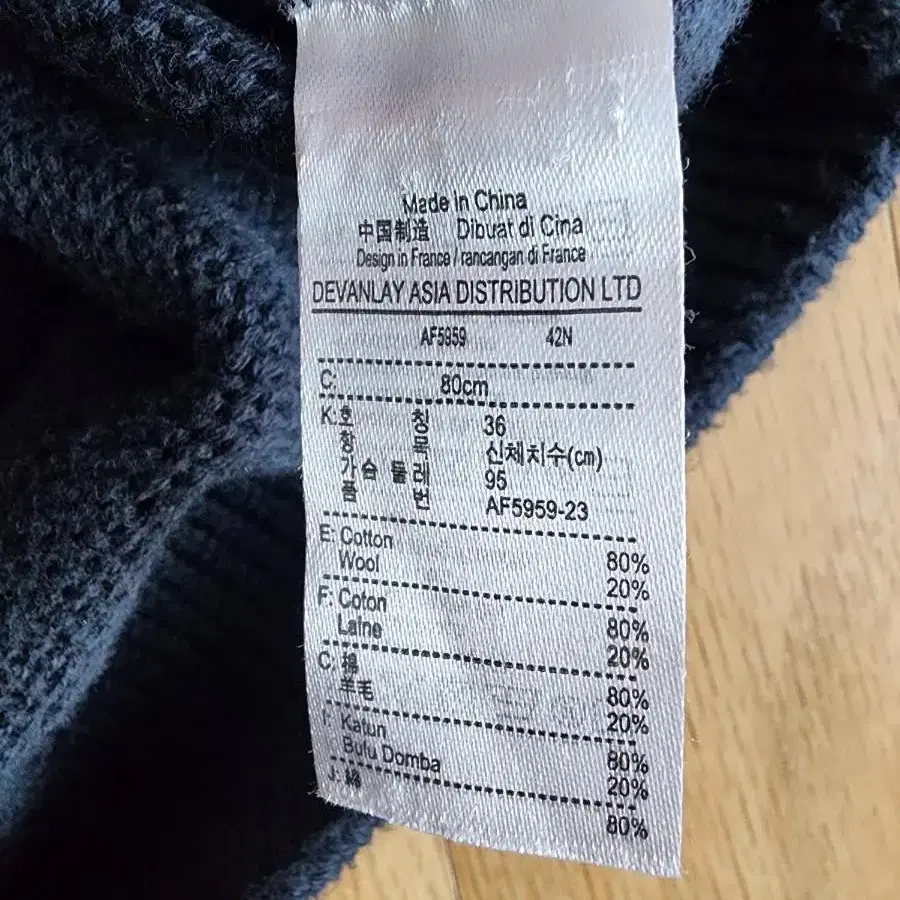 Made in China
中国制造 Dibuat di Cina
Design in France / rancangan di France
DEVANLAY ASIA DISTRIBUTION LTD
AF5959 42N
C: 80cm
K: 호 칭 36
항 목 신체치수(cm)
가 슴 둘 레 95
품 번 AF5959-23
E: Cotton 80%
Wool 20%
F: Coton 80%
Laine 20%
C: 棉 80%
羊毛 20%
I: Katun 80%
Bulu Domba 20%
J: 綿 80%